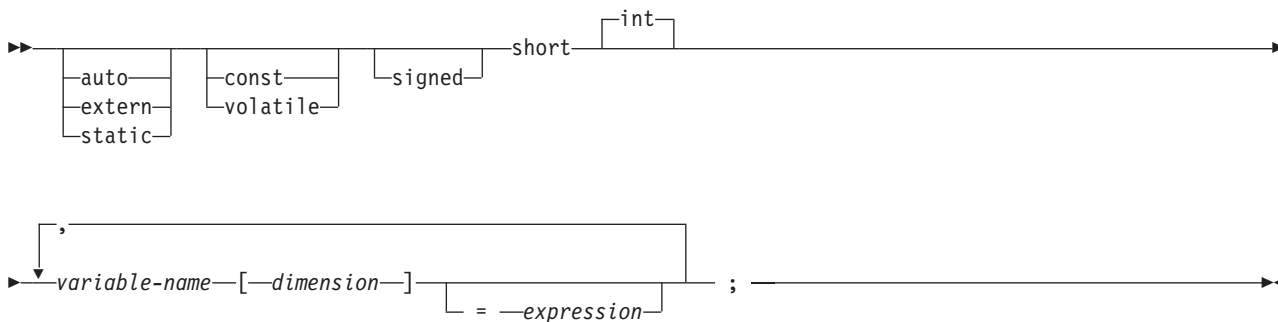 int
short
auto const signed
extern volatile
static
,
variable-name [ dimension ] ;
= expression